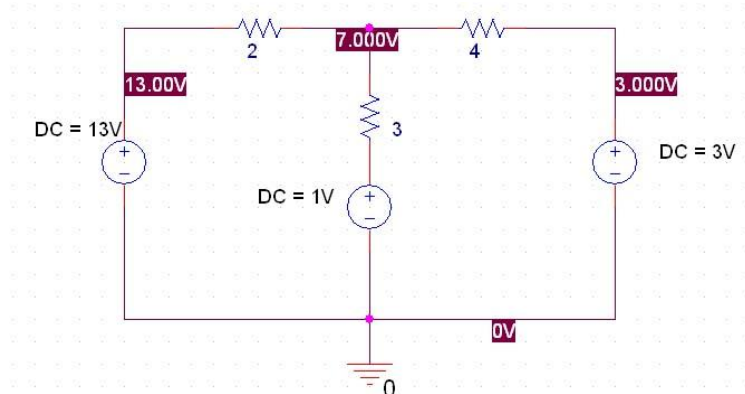 7.000V
2
4
13.00V
3.000V
DC = 13V
3
DC = 3V
DC = 1V
0V
0